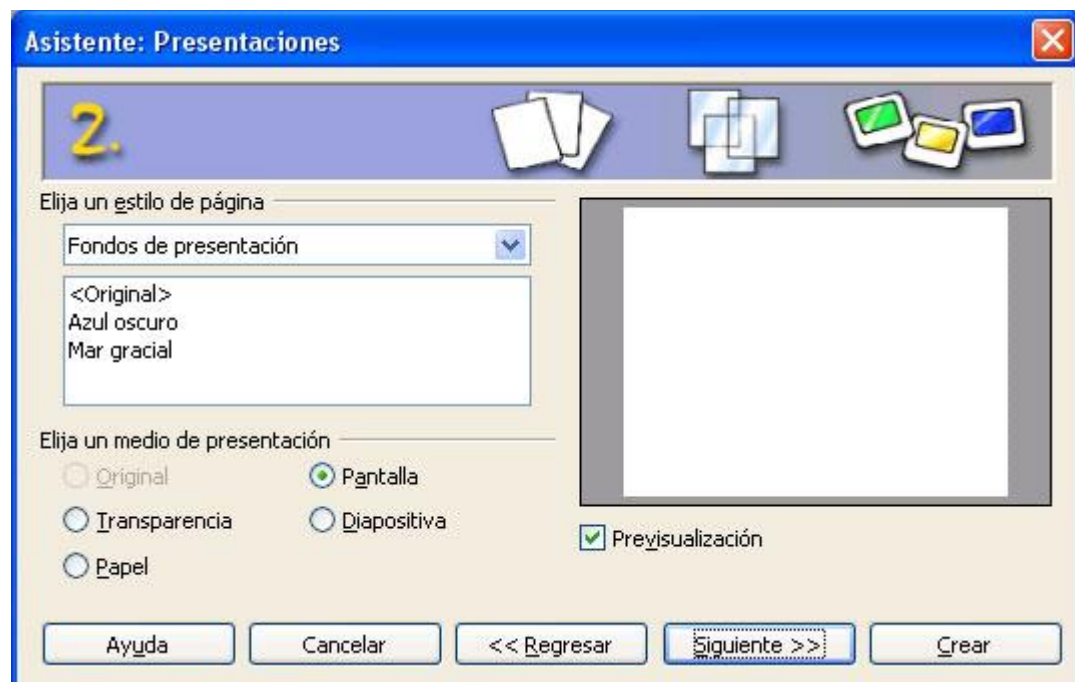 Asistente: Presentaciones
2.
Elija un estilo de página
Fondos de presentación
<Original>
Azul oscuro
Mar gracial
Elija un medio de presentación
Original
Pantalla
Transparencia
Diapositiva
Papel
Previsualización
Ayuda
Cancelar
<< Regresar
Siguiente >>
Crear